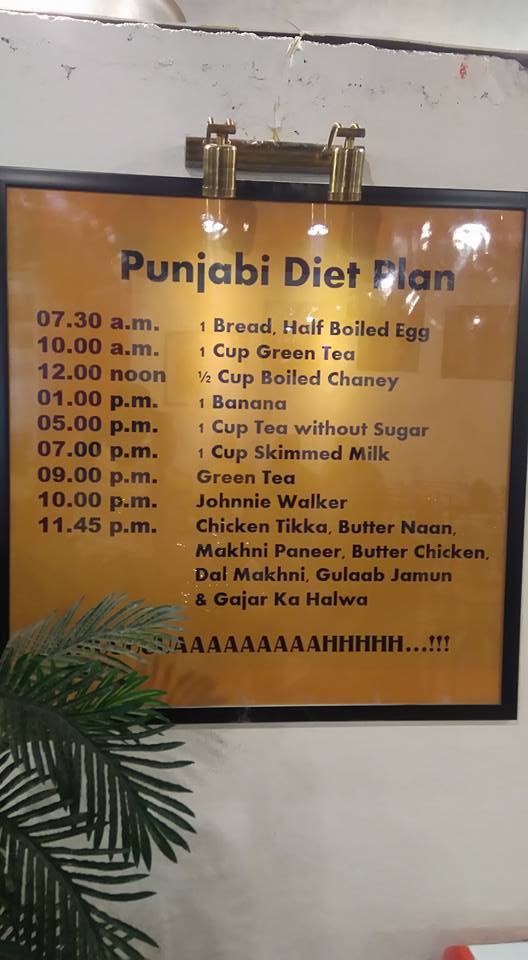 Punjabi Diet Plan
07.30 a.m. 1 Bread, Half Boiled Egg
10.00 a.m. 1 Cup Green Tea
12.00 noon ½ Cup Boiled Chaney
01.00 p.m. 1 Banana
05.00 p.m. 1 Cup Tea without Sugar
07.00 p.m. 1 Cup Skimmed Milk
09.00 p.m. Green Tea
10.00 p.m. Johnnie Walker
11.45 p.m. Chicken Tikka, Butter Naan,
Makhni Paneer, Butter Chicken,
Dal Makhni, Gulaab Jamun
& Gajar Ka Halwa